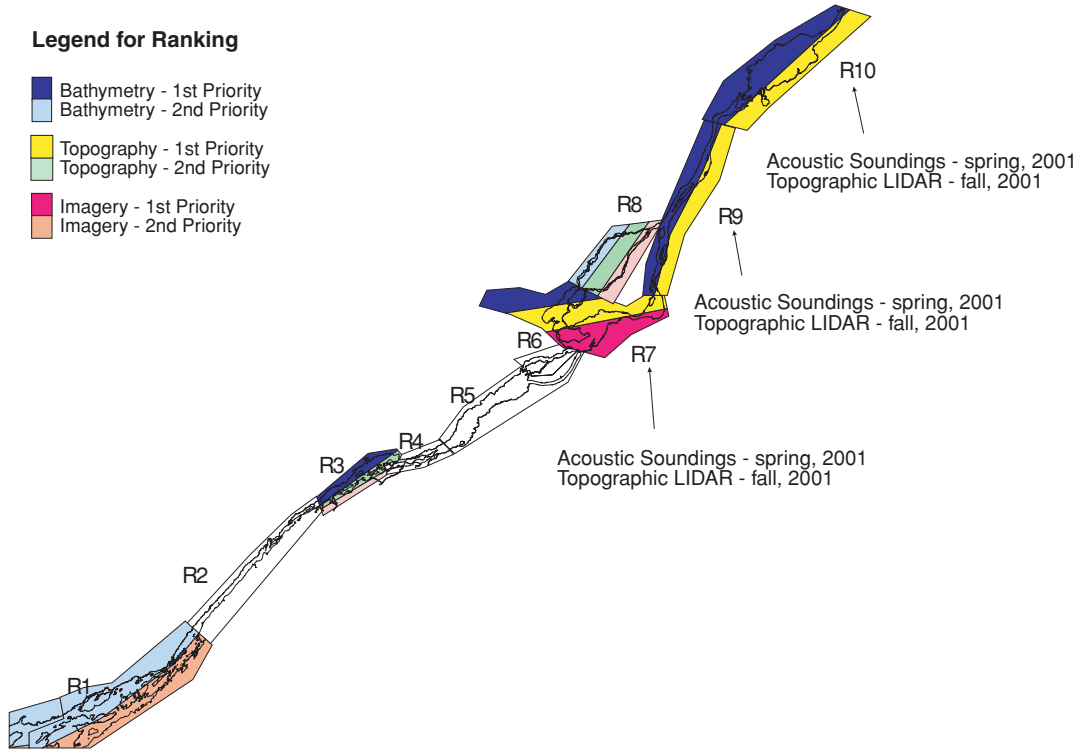 Legend for Ranking
Bathymetry - 1st Priority
Bathymetry - 2nd Priority
Topography - 1st Priority
Topography - 2nd Priority
Imagery - 1st Priority
Imagery - 2nd Priority
R10
Acoustic Soundings - spring, 2001
Topographic LIDAR - fall, 2001
R8
R9
Acoustic Soundings - spring, 2001
Topographic LIDAR - fall, 2001
R6
R7
R5
R4
Acoustic Soundings - spring, 2001
Topographic LIDAR - fall, 2001
R3
R2
R1